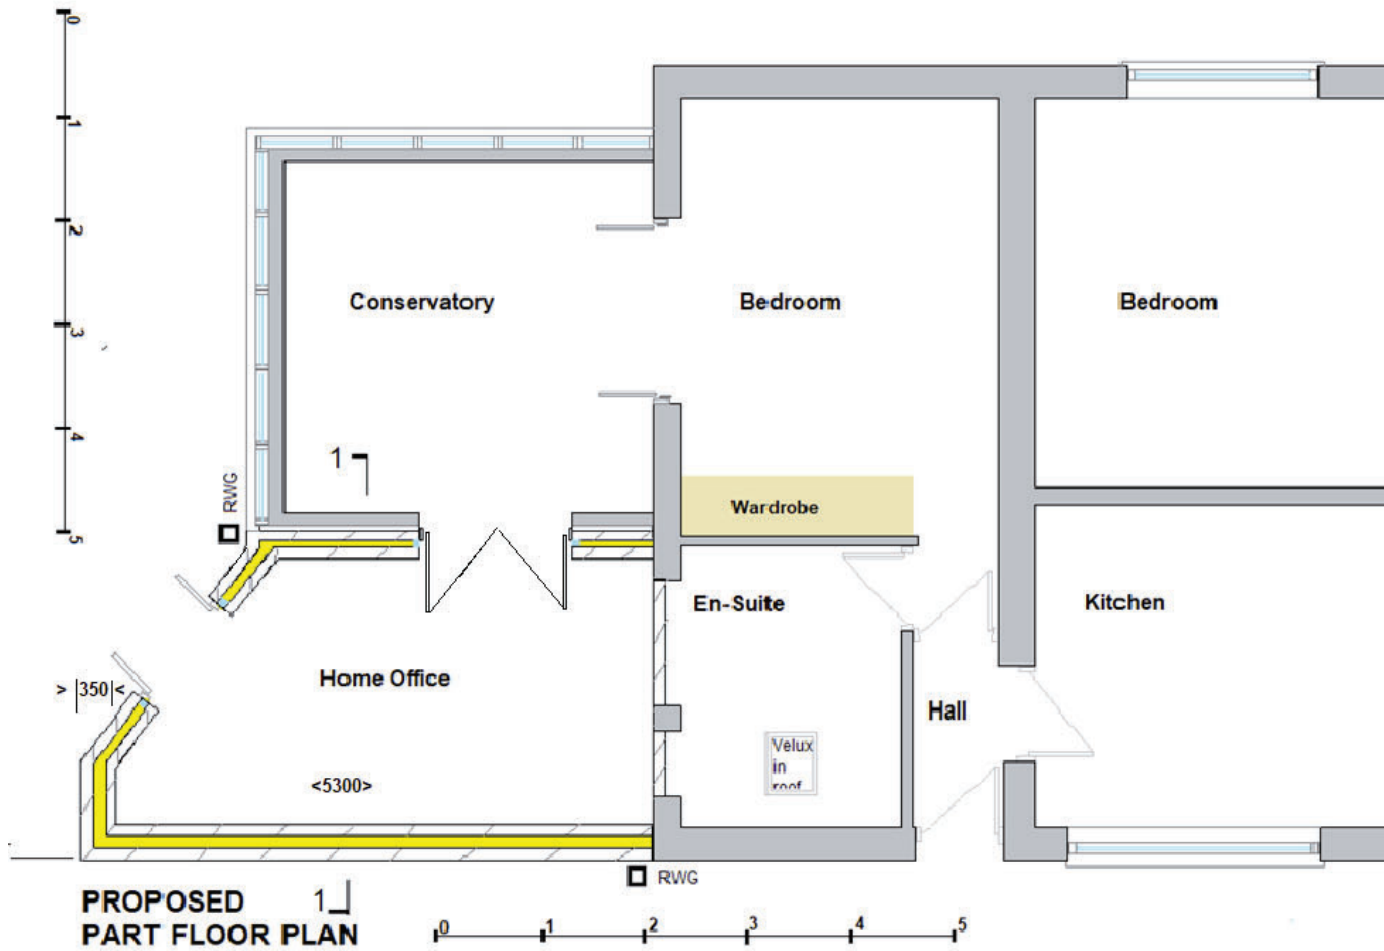 0
1
2
3
4
5
Conservatory
Bedroom
Bedroom
1
RWG
Wardrobe
En-Suite
Kitchen
Home Office
> |350| <
Hall
Velux
in
roof
<5300>
RWG
PROPOSED
PART FLOOR PLAN
1
0 1 2 3 4 5